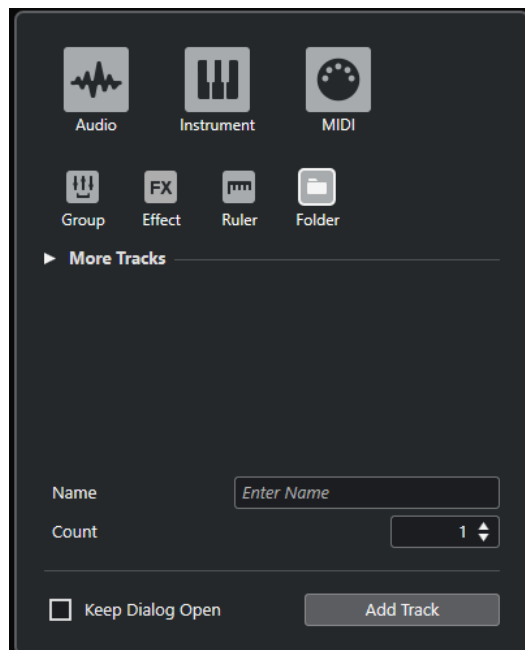 Audio Instrument MIDI
FX
Group Effect Ruler Folder
More Tracks
Name Enter Name
Count 1
Keep Dialog Open Add Track